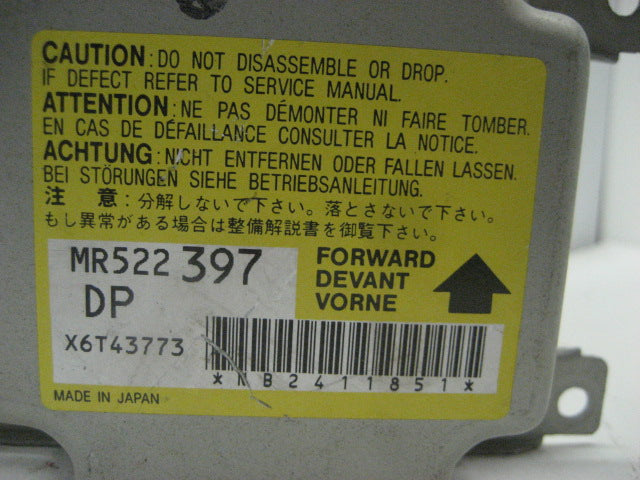 CAUTION: DO NOT DISASSEMBLE OR DROP.
IF DEFECT REFER TO SERVICE MANUAL.
ATTENTION: NE PAS DÉMONTER NI FAIRE TOMBER.
EN CAS DE DÉFAILLANCE CONSULTER LA NOTICE.
ACHTUNG: NICHT ENTFERNEN ODER FALLEN LASSEN.
BEI STÖRUNGEN SIEHE BETRIEBSANLEITUNG.
注 意:分解しないで下さい。落とさないで下さい。
もし異常がある場合は整備解説書を御覧下さい。
MR522 397
DP
X6T43773
FORWARD
DEVANT
VORNE
*NB2411851*
MADE IN JAPAN